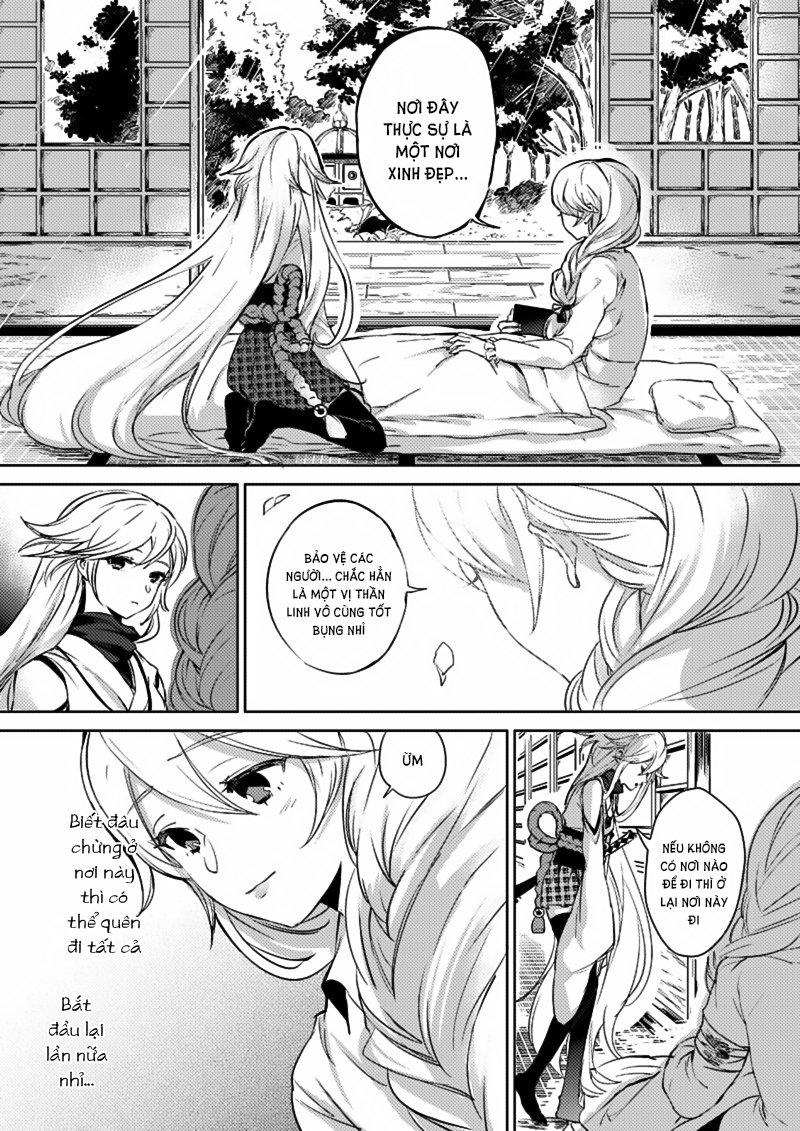 NƠI ĐÂY
THỰC SỰ LÀ
MỘT NƠI
XINH ĐẸP...
BẢO VỆ CÁC
NGƯỜI... CHẮC HẲN
LÀ MỘT VỊ THẦN
LINH VÔ CÙNG TỐT
BỤNG NHỈ
NẾU KHÔNG
CÓ NƠI NÀO
ĐỂ ĐI THÌ Ở
LẠI NƠI NÀY
ĐI
ỪM
Biết đâu
chừng ở
nơi này
thì có
thể quên
đi tất cả
Bắt
đầu lại
lần nữa
nhỉ...